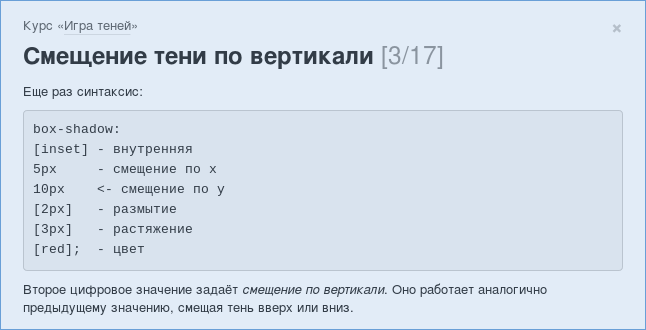 Курс «Игра теней»
×
Смещение тени по вертикали [3/17]
Еще раз синтаксис:
box-shadow:
[inset] - внутренняя
5px     - смещение по x
10px    <- смещение по y
[2px]   - размытие
[3px]   - растяжение
[red];  - цвет
Второе цифровое значение задаёт смещение по вертикали. Оно работает аналогично
предыдущему значению, смещая тень вверх или вниз.